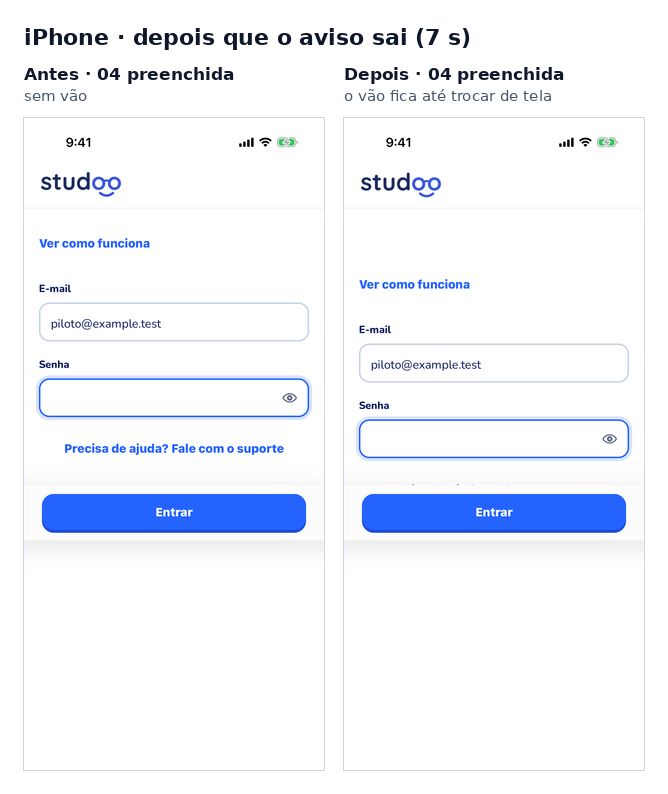 iPhone · depois que o aviso sai (7 s)
Antes · 04 preenchida
sem vão
9:41
studoo
Ver como funciona
E-mail
piloto@example.test
Senha
Precisa de ajuda? Fale com o suporte
Entrar
Depois · 04 preenchida
o vão fica até trocar de tela
9:41
studoo
Ver como funciona
E-mail
piloto@example.test
Senha
Entrar